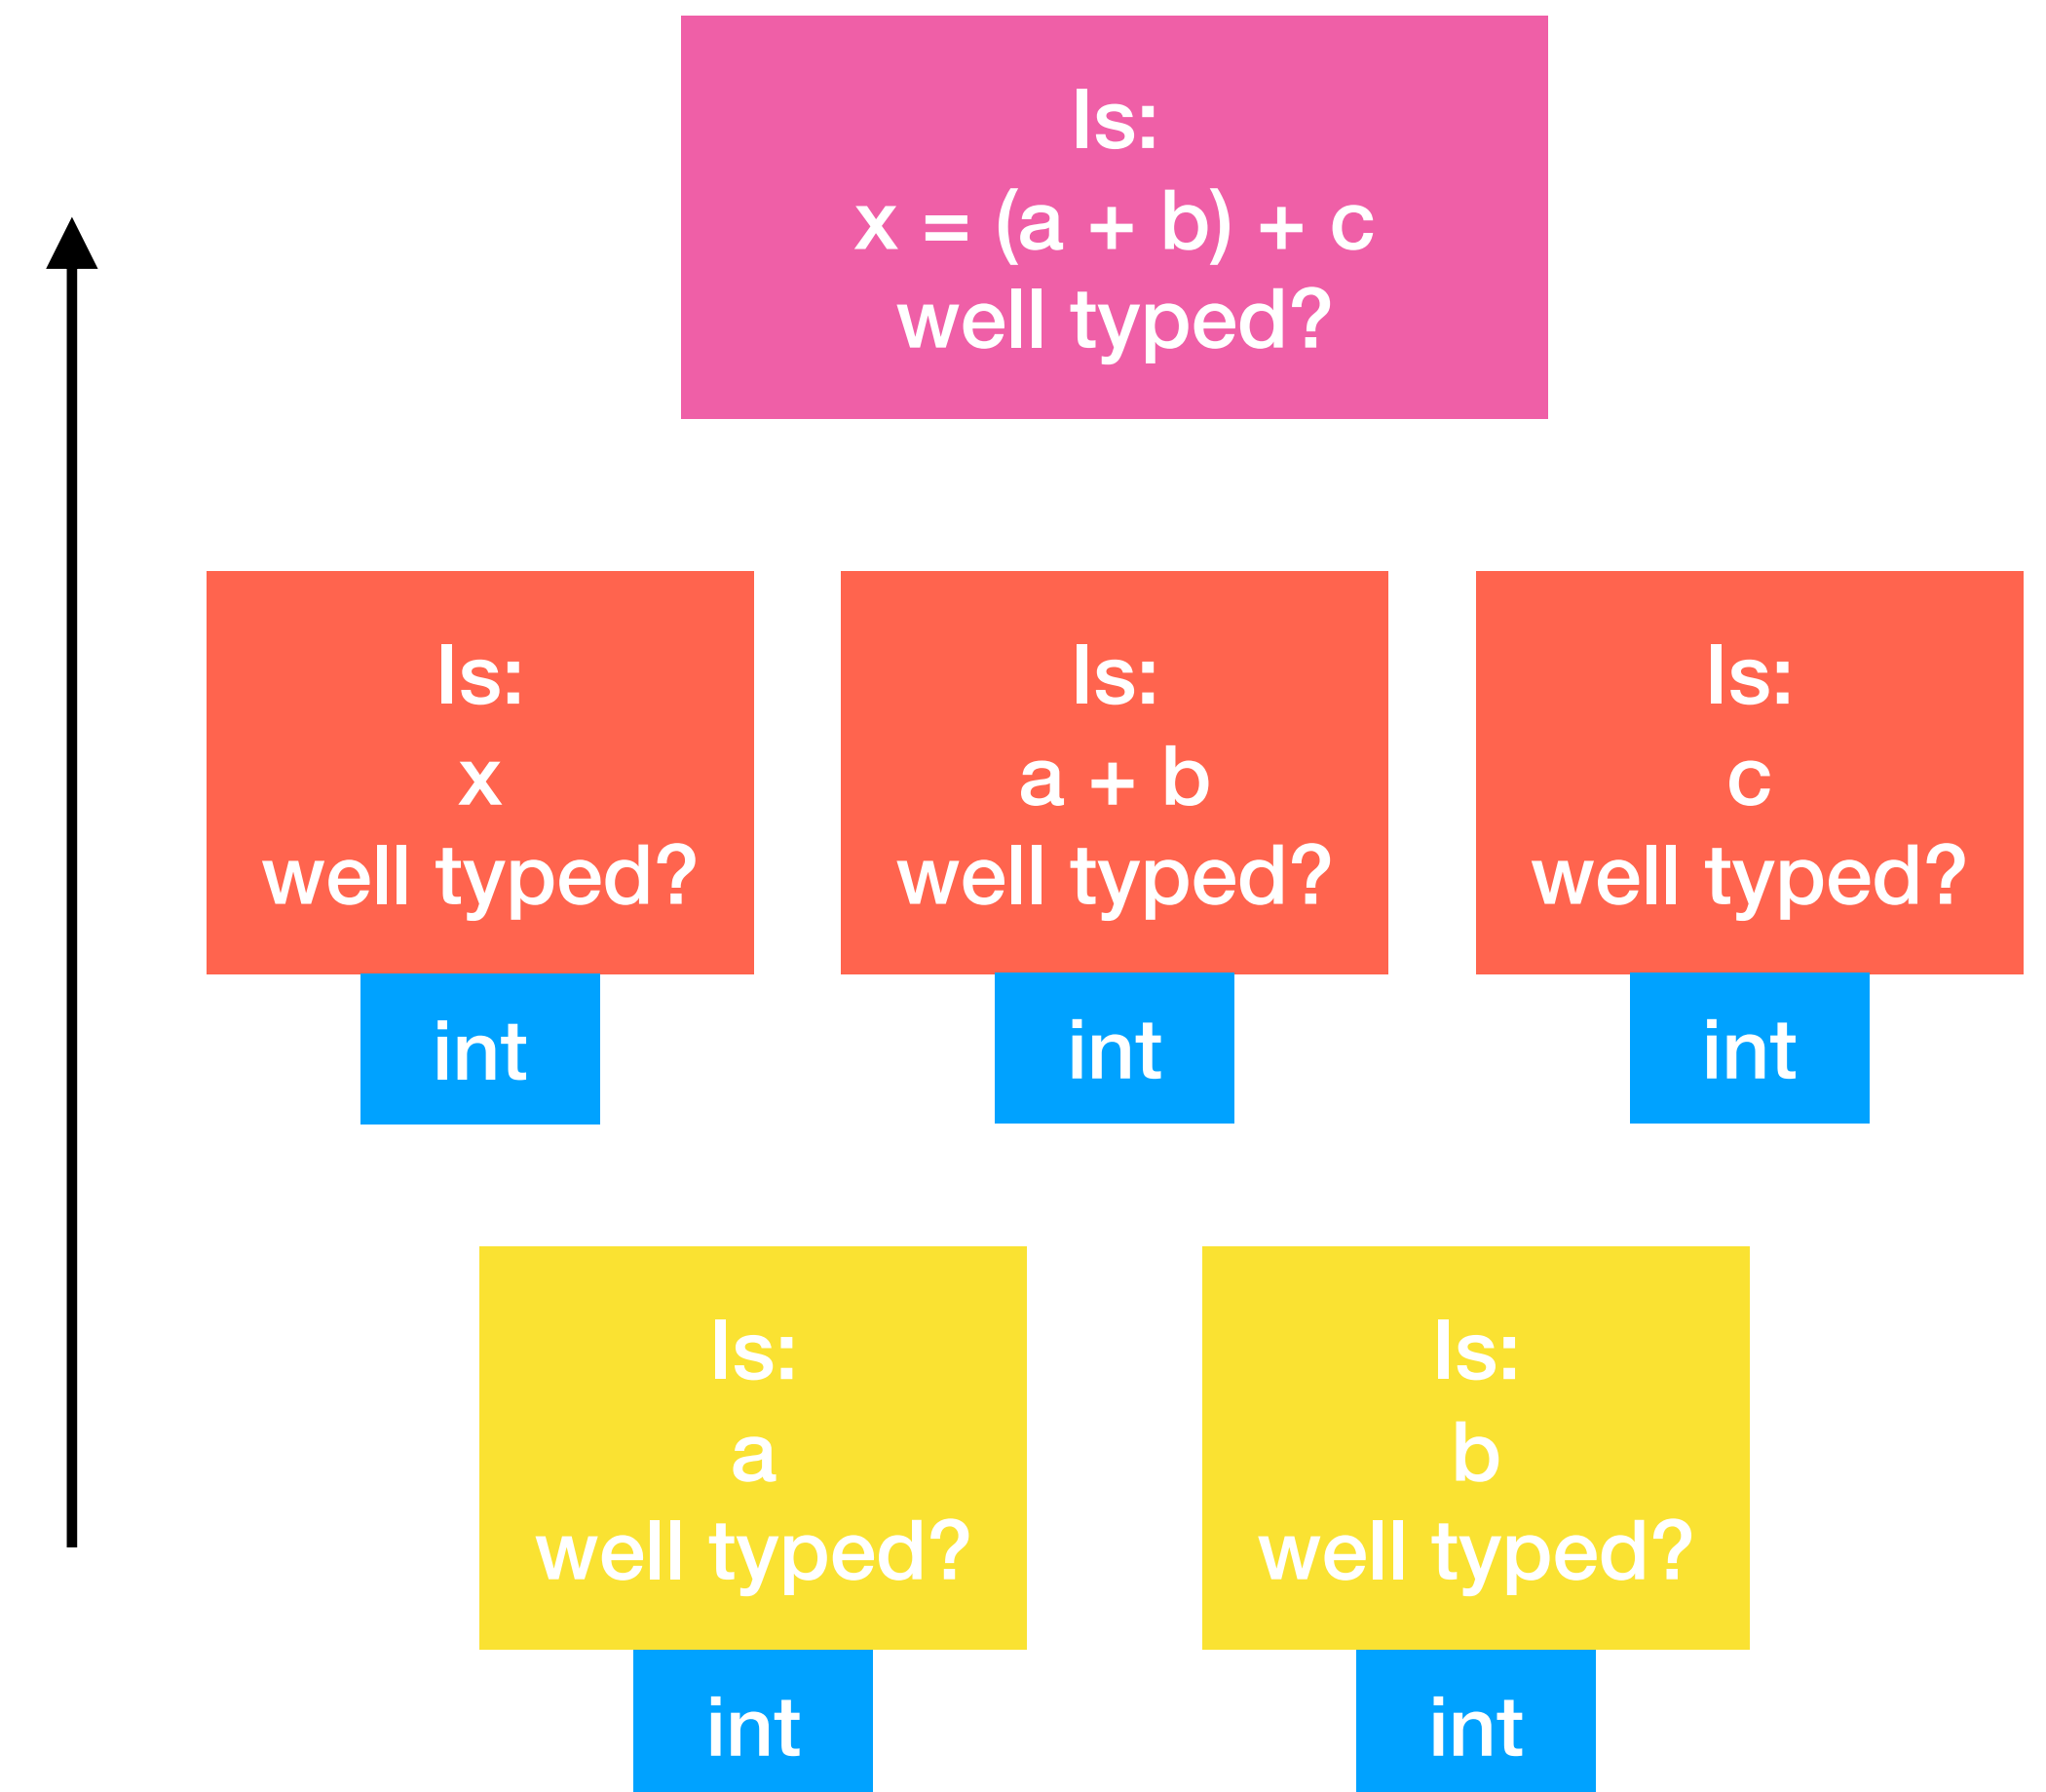 Is:
x = (a + b) + c
well typed?
Is:
x
well typed?
int
Is:
a + b
well typed?
int
Is:
c
well typed?
int
Is:
a
well typed?
int
Is:
b
well typed?
int